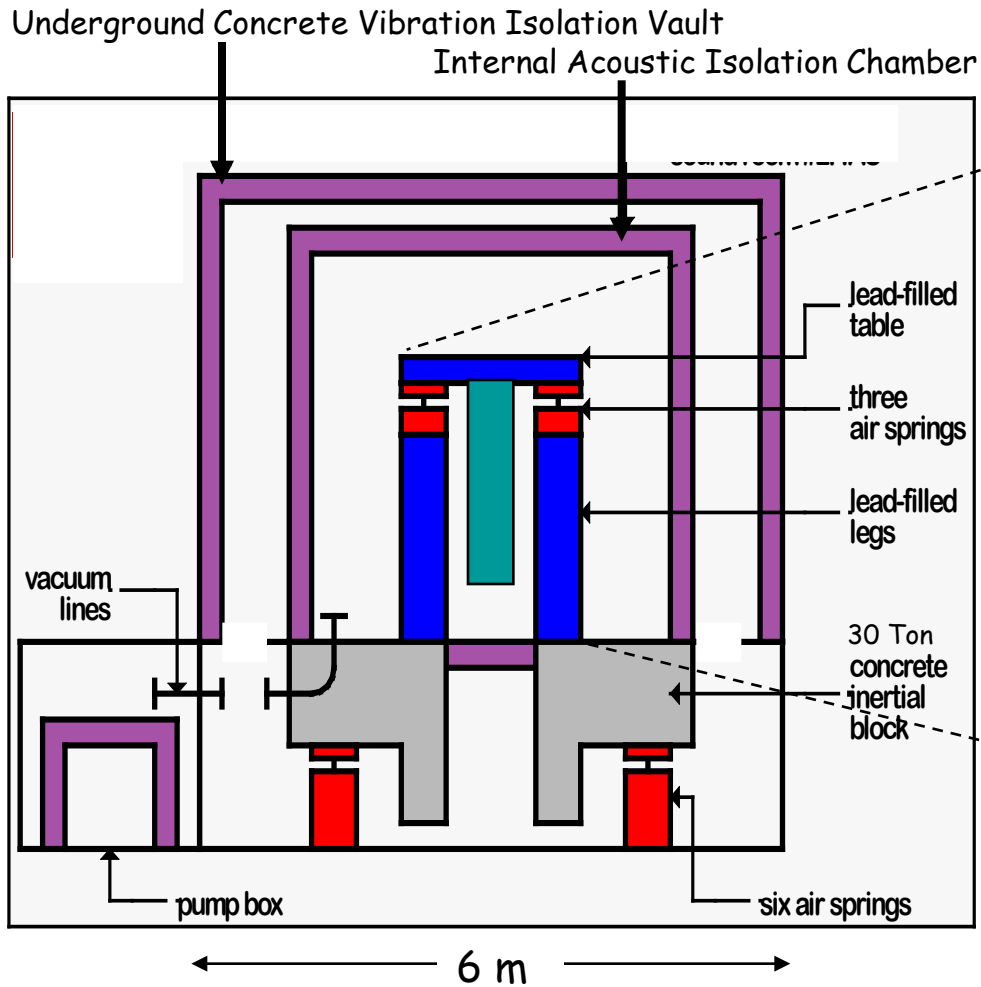 Underground Concrete Vibration Isolation Vault
Internal Acoustic Isolation Chamber
lead-filled
table
three
air springs
lead-filled
legs
vacuum
lines
30 Ton
concrete
inertial
block
pump box
six air springs
6 m